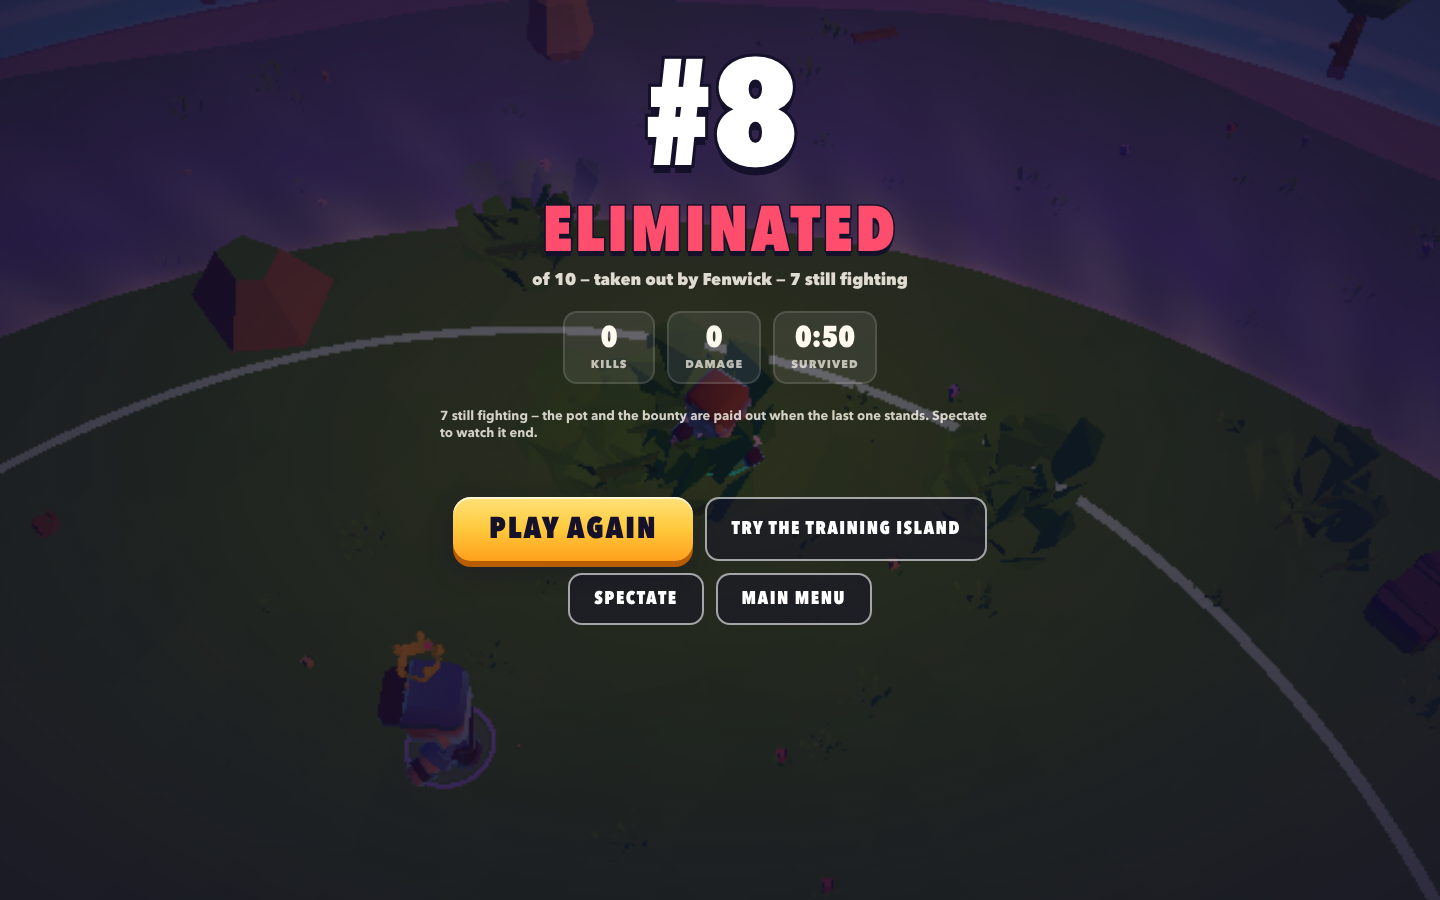 #8
ELIMINATED
of 10 – taken out by Fenwick – 7 still fighting
0
KILLS
0
DAMAGE
0:50
SURVIVED
7 still fighting – the pot and the bounty are paid out when the last one stands. Spectate
to watch it end.
PLAY AGAIN
TRY THE TRAINING ISLAND
SPECTATE
MAIN MENU